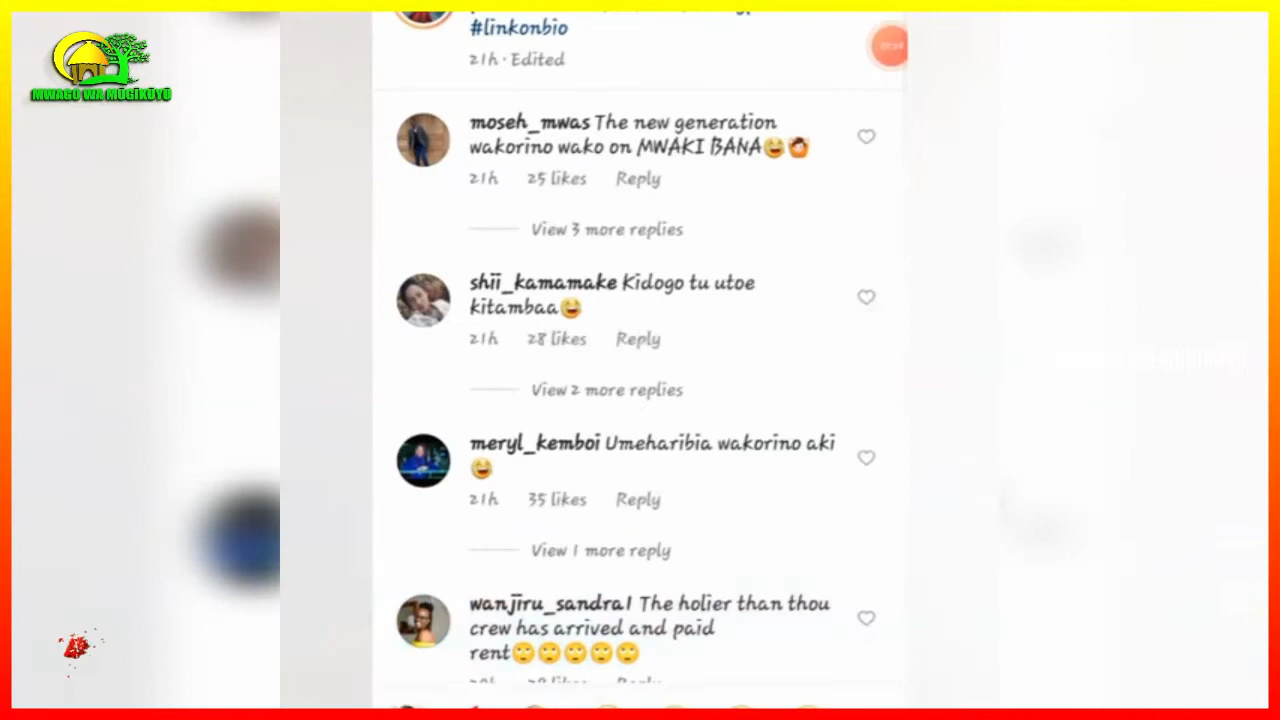 MWAGO WA MŨGĨKŨYŨ
#linkonbio
21h · Edited
moseh_mwas The new generation
wakorino wako on MWAKI BANA😂🤷
21h 25 likes Reply
View 3 more replies
shii_kamamake Kidogo tu utoe
kitambaa😂
21h 28 likes Reply
View 2 more replies
meryl_kemboi Umeharibia wakorino aki
😂
21h 35 likes Reply
View 1 more reply
wanjiru_sandra1 The holier than thou
crew has arrived and paid
rent🙄🙄🙄🙄🙄
likes Reply